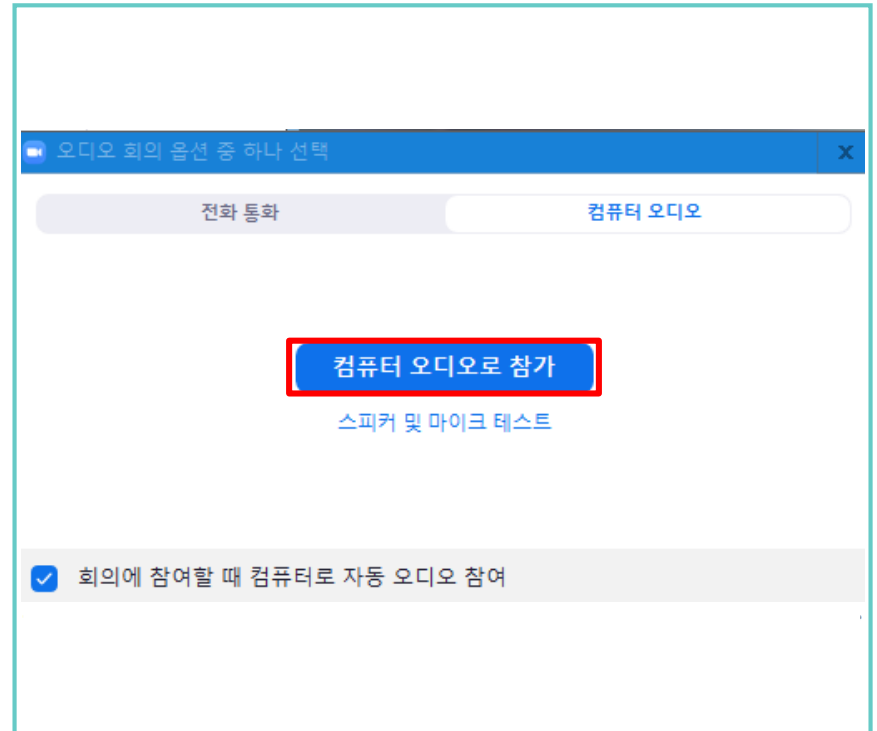 오디오 회의 옵션 중 하나 선택
전화 통화
컴퓨터 오디오
컴퓨터 오디오로 참가
스피커 및 마이크 테스트
회의에 참여할 때 컴퓨터로 자동 오디오 참여